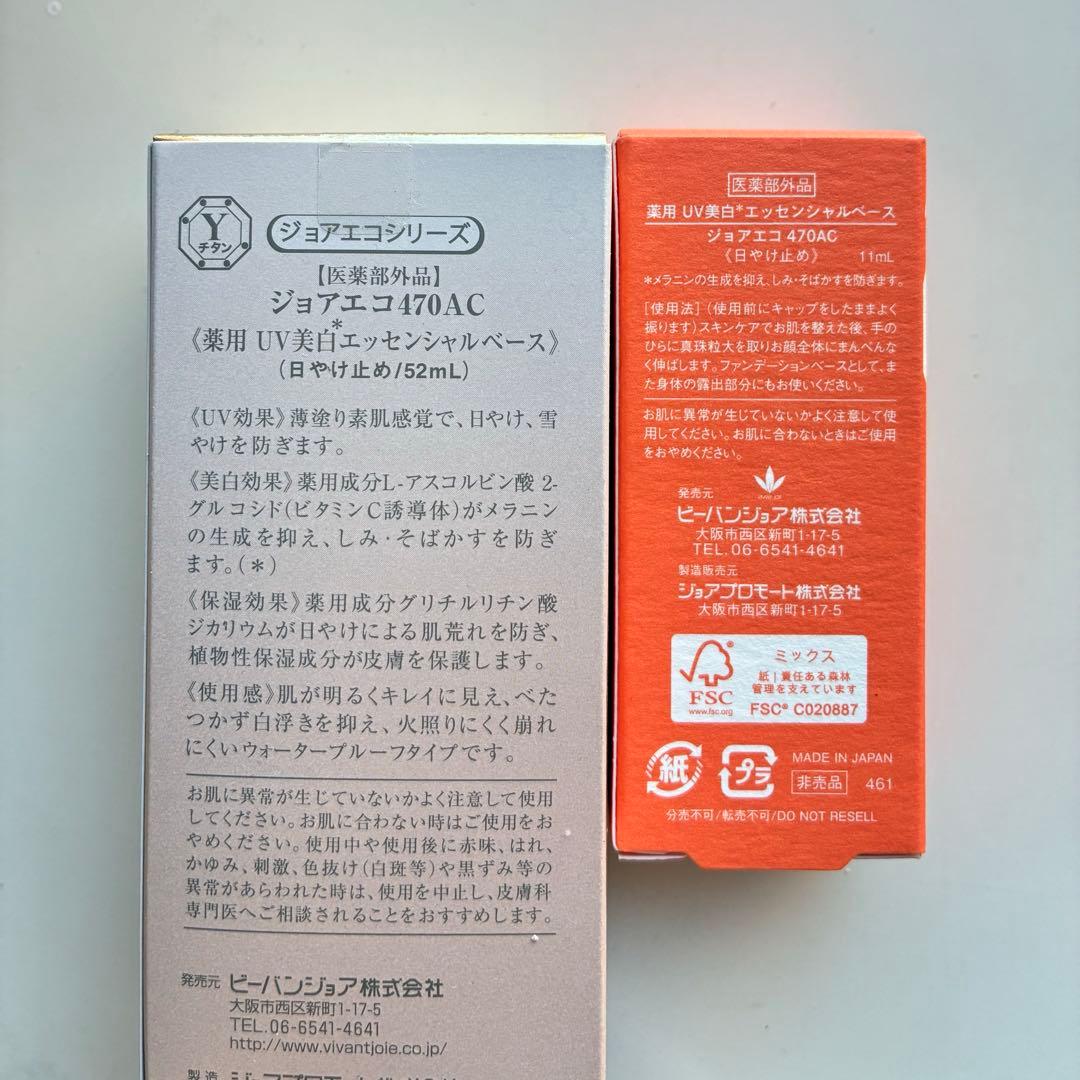 Y
チタン
ジョアエコシリーズ
【医薬部外品】
ジョアエコ470AC
《薬用 UV美白*エッセンシャルベース》
(日やけ止め/52mL)
《UV効果》薄塗り素肌感覚で、日やけ、雪
やけを防ぎます。
《美白効果》薬用成分L-アスコルビン酸 2-
グルコシド(ビタミンC誘導体)がメラニン
の生成を抑え、しみ・そばかすを防ぎ
ます。(*)
《保湿効果》薬用成分グリチルリチン酸
ジカリウムが日やけによる肌荒れを防ぎ、
植物性保湿成分が皮膚を保護します。
《使用感》肌が明るくキレイに見え、べた
つかず白浮きを抑え、火照りにくく崩れ
にくいウォータープルーフタイプです。
お肌に異常が生じていないかよく注意して使用
してください。お肌に合わない時はご使用をお
やめください。使用中や使用後に赤味、はれ、
かゆみ、刺激、色抜け(白斑等)や黒ずみ等の
異常があらわれた時は、使用を中止し、皮膚科
専門医へご相談されることをおすすめします。
発売元 ビーバンジョア株式会社
大阪市西区新町1-17-5
TEL.06-6541-4641
http://www.vivantjoie.co.jp/
製造 ジョアプロモート株式会社
医薬部外品
薬用 UV美白*エッセンシャルベース
ジョアエコ 470AC
《日やけ止め》 11mL
*メラニンの生成を抑え、しみ・そばかすを防ぎます。
[使用法](使用前にキャップをしたままよく
振ります)スキンケアでお肌を整えた後、手の
ひらに真珠粒大を取りお顔全体にまんべんな
く伸ばします。ファンデーションベースとして、ま
た身体の露出部分にもお使いください。
お肌に異常が生じていないかよく注意して使
用してください。お肌に合わないときはご使用
をおやめください。
発売元
ビーバンジョア株式会社
大阪市西区新町1-17-5
TEL.06-6541-4641
製造販売元
ジョアプロモート株式会社
大阪市西区新町1-17-5
FSC
www.fsc.org
ミックス
紙|責任ある森林
管理を支えています
FSC® C020887
紙
プラ
MADE IN JAPAN
非売品 461
分売不可/転売不可/DO NOT RESELL